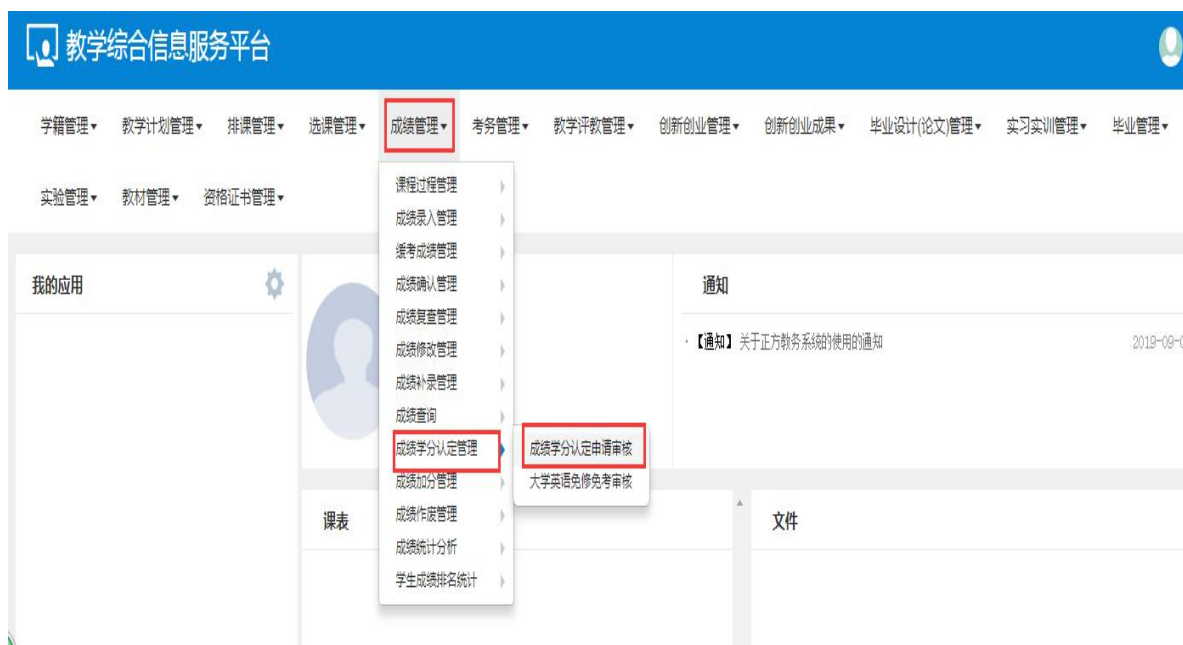 教学综合信息服务平台
学籍管理▾ 教学计划管理▾ 排课管理▾ 选课管理▾ 成绩管理▾ 考务管理▾ 教学评教管理▾ 创新创业管理▾ 创新创业成果▾ 毕业设计(论文)管理▾ 实习实训管理▾ 毕业管理▾
实验管理▾ 教材管理▾ 资格证书管理▾
课程过程管理
成绩录入管理
缓考成绩管理
成绩确认管理
成绩复查管理
成绩修改管理
成绩补录管理
成绩查询
成绩学分认定管理
成绩加分管理
成绩作废管理
成绩统计分析
学生成绩排名统计
成绩学分认定申请审核
大学英语免修免考审核
我的应用
通知
·【通知】关于正方教务系统的使用的通知 2019-09-0
课表
文件